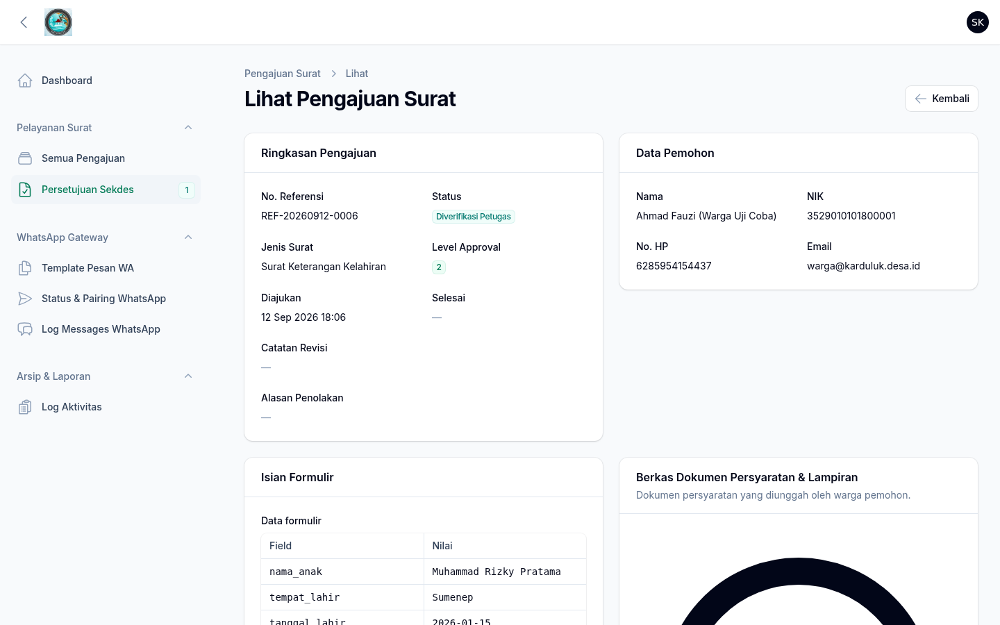 SK
Dashboard
Pelayanan Surat
Semua Pengajuan
Persetujuan Sekdes 1
WhatsApp Gateway
Template Pesan WA
Status & Pairing WhatsApp
Log Messages WhatsApp
Arsip & Laporan
Log Aktivitas
Pengajuan Surat Lihat
Lihat Pengajuan Surat
Kembali
Ringkasan Pengajuan
No. Referensi Status
REF-20260912-0006 Diverifikasi Petugas
Jenis Surat Level Approval
Surat Keterangan Kelahiran 2
Diajukan Selesai
12 Sep 2026 18:06 —
Catatan Revisi
—
Alasan Penolakan
—
Data Pemohon
Nama NIK
Ahmad Fauzi (Warga Uji Coba) 3529010101800001
No. HP Email
6285954154437 warga@karduluk.desa.id
Isian Formulir
Data formulir
Field Nilai
nama_anak Muhammad Rizky Pratama
tempat_lahir Sumenep
tanggal_lahir 2026-01-15
Berkas Dokumen Persyaratan & Lampiran
Dokumen persyaratan yang diunggah oleh warga pemohon.